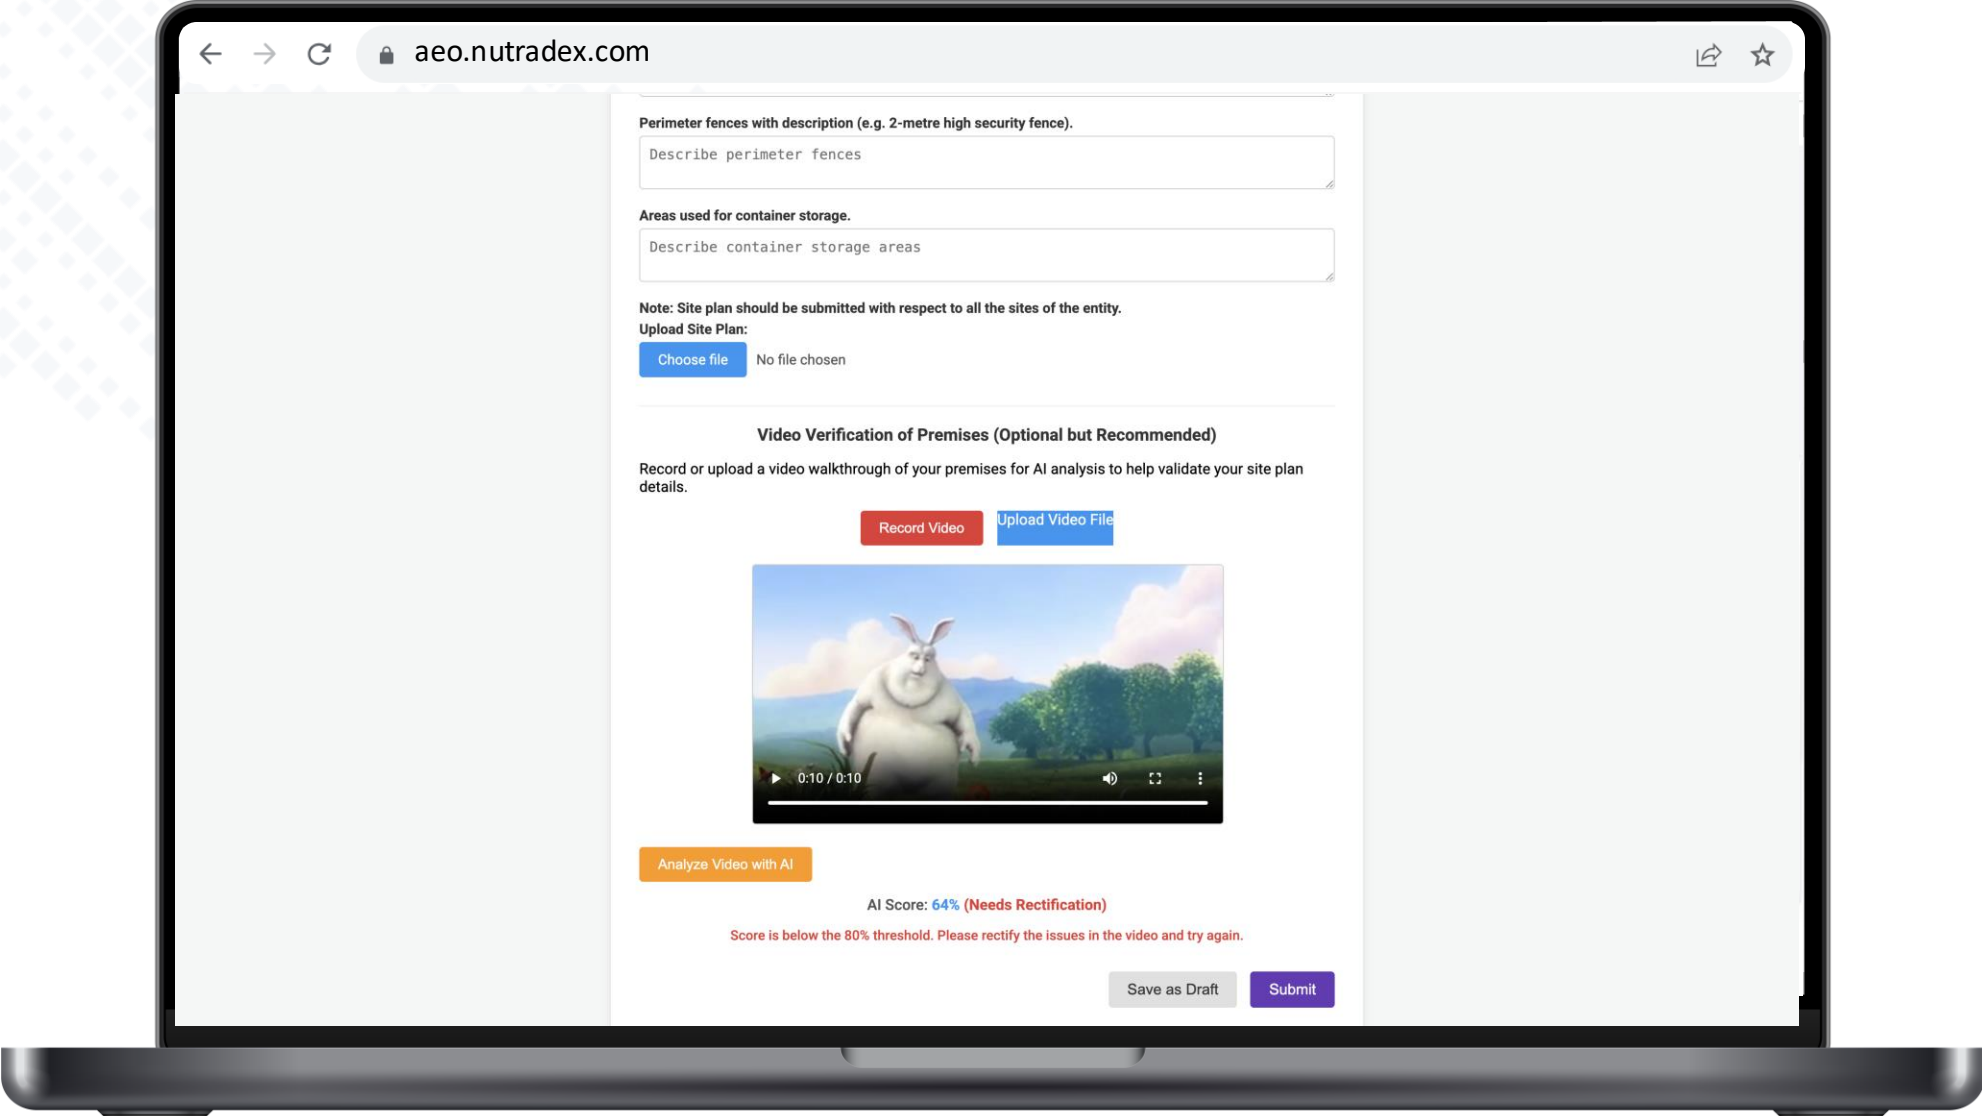 aeo.nutradex.com
Perimeter fences with description (e.g. 2-metre high security fence).
Describe perimeter fences
Areas used for container storage.
Describe container storage areas
Note: Site plan should be submitted with respect to all the sites of the entity.
Upload Site Plan:
Choose file No file chosen
Video Verification of Premises (Optional but Recommended)
Record or upload a video walkthrough of your premises for AI analysis to help validate your site plan
details.
Record Video Upload Video File
0:10 / 0:10
Analyze Video with AI
AI Score: 64% (Needs Rectification)
Score is below the 80% threshold. Please rectify the issues in the video and try again.
Save as Draft Submit